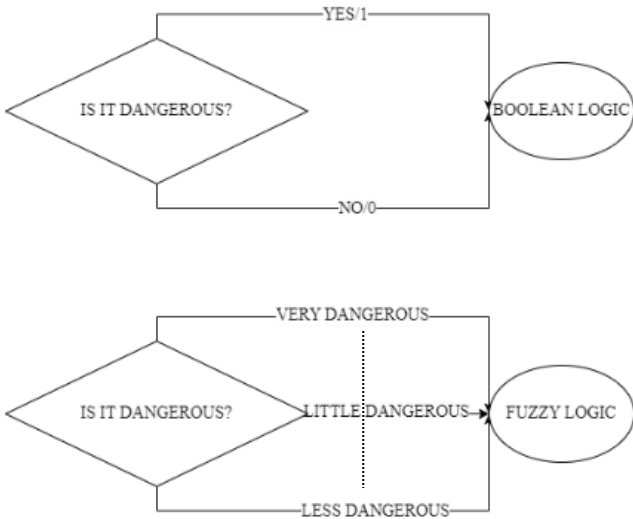 YES/1
IS IT DANGEROUS?
BOOLEAN LOGIC
NO/0
VERY DANGEROUS
IS IT DANGEROUS?
LITTLE DANGEROUS
FUZZY LOGIC
LESS DANGEROUS